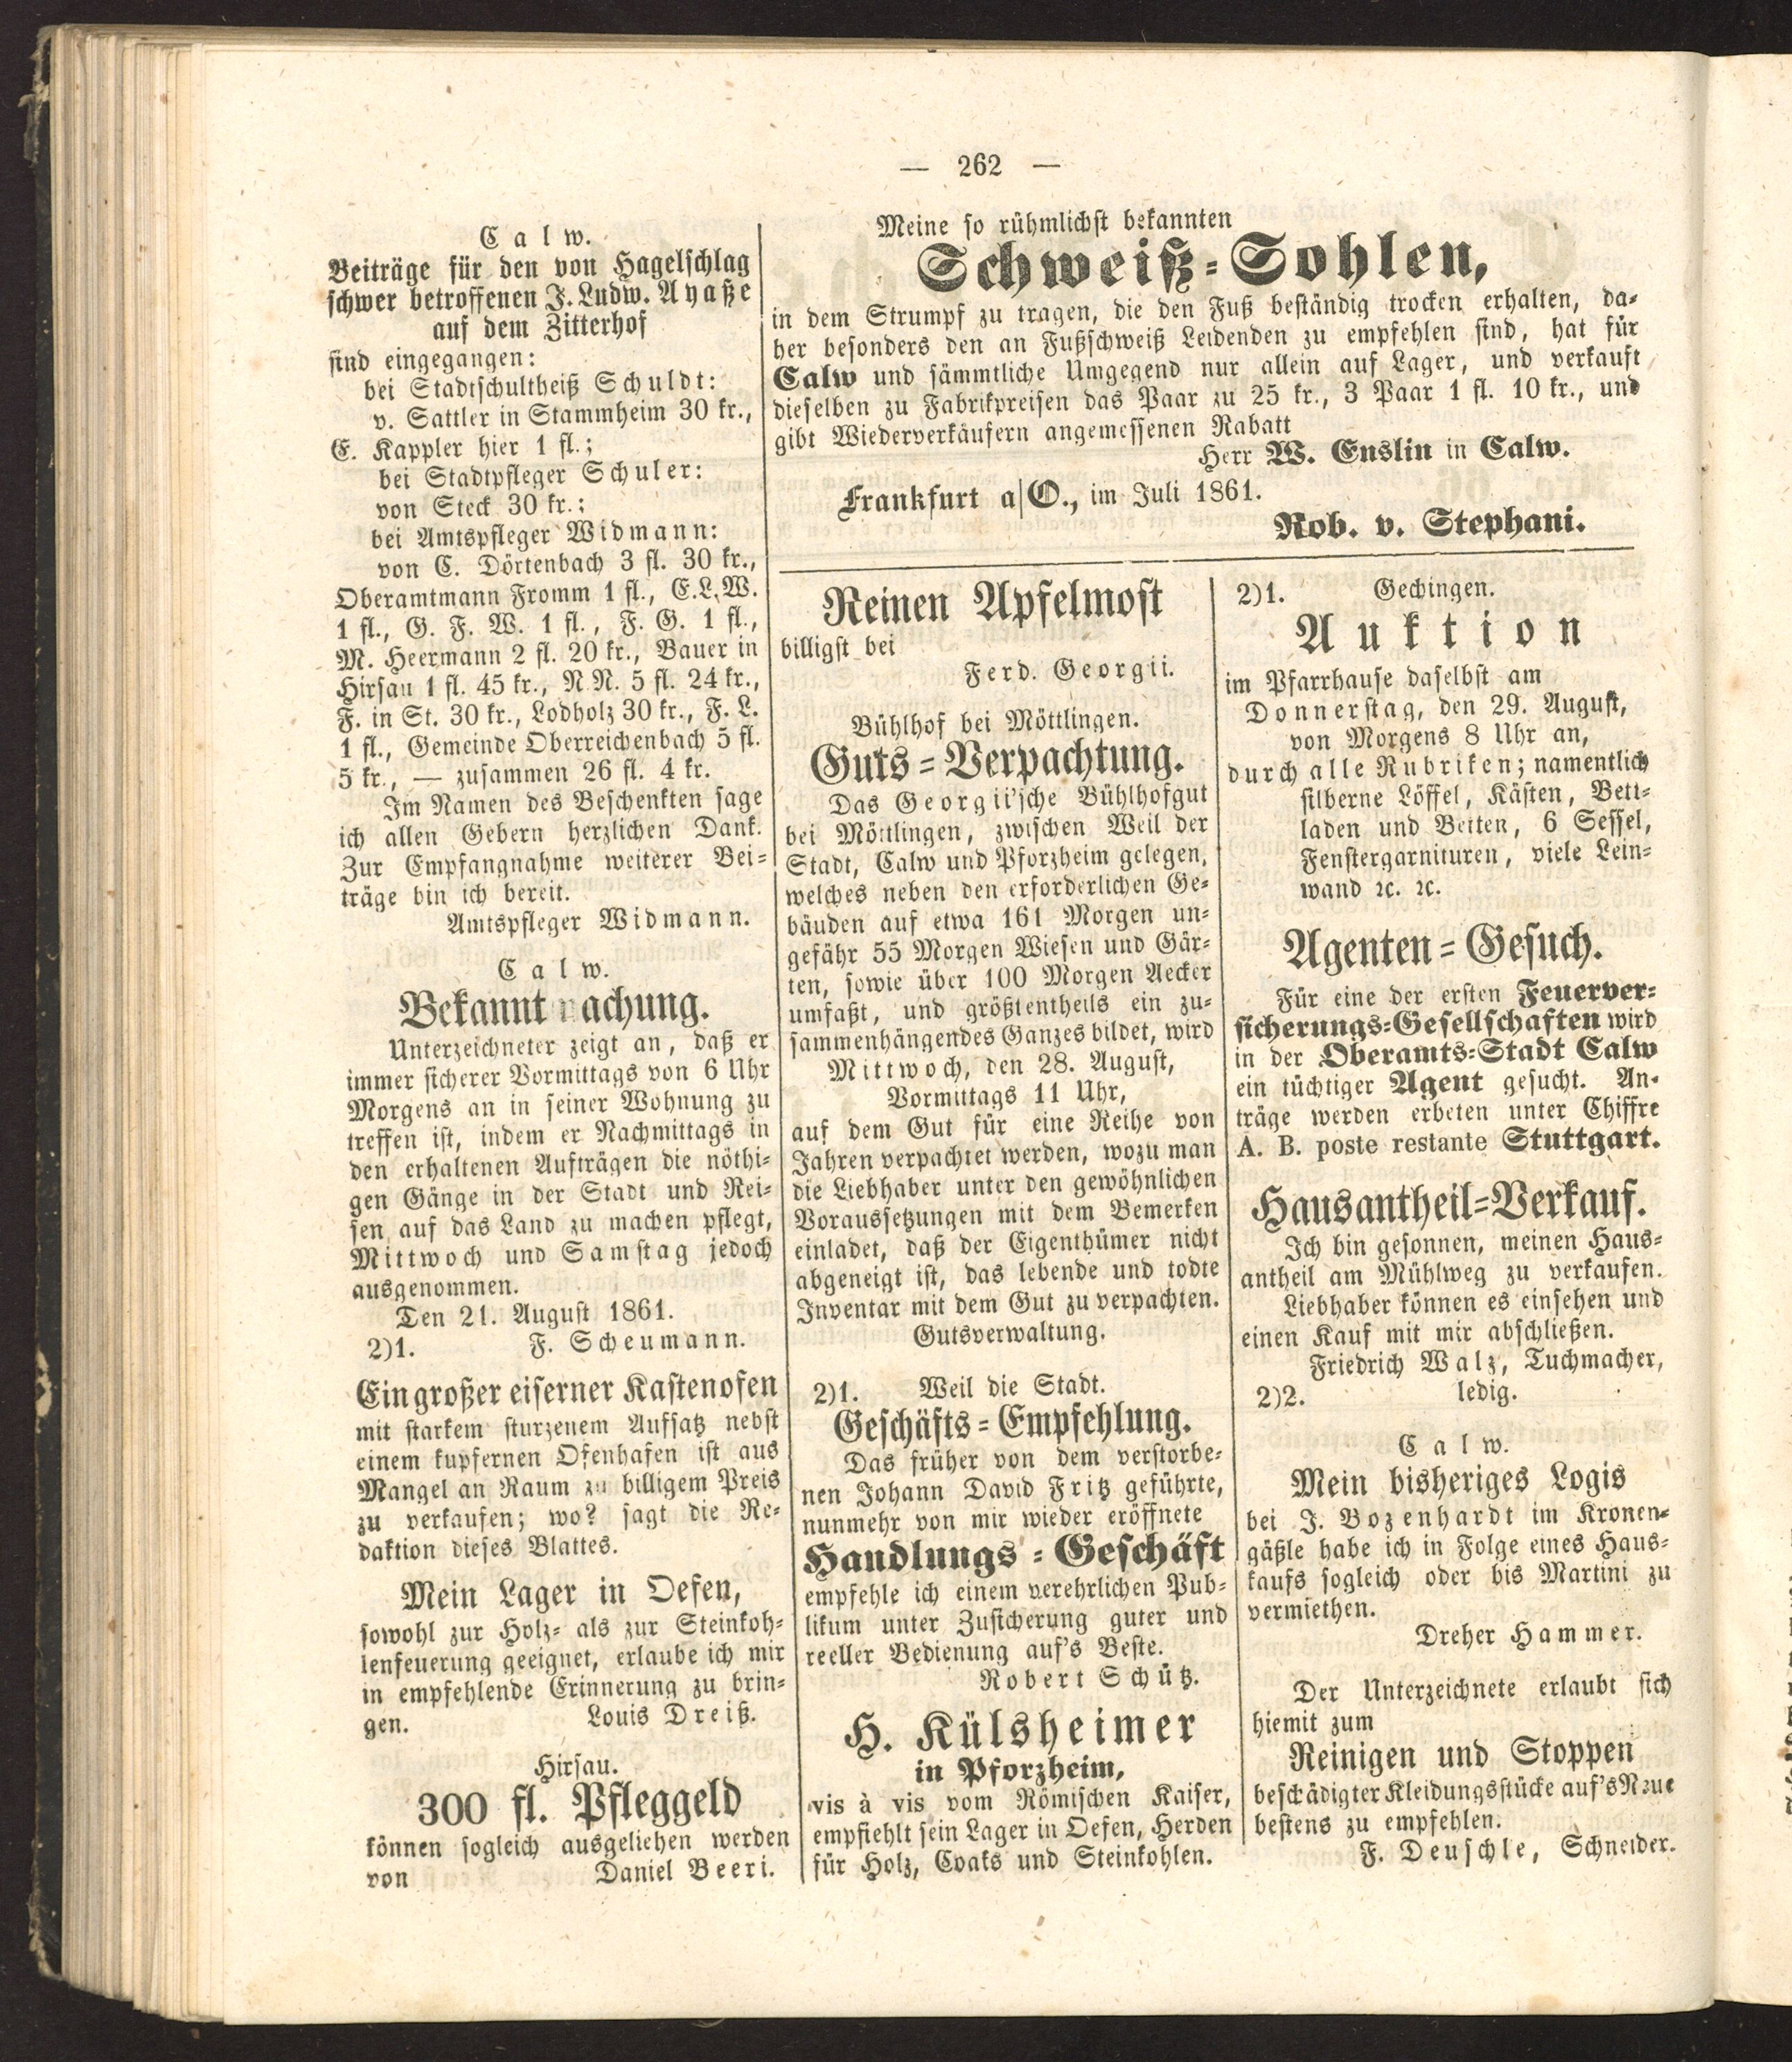 — 262 —
Calw.
Beiträge für den von Hagelschlag
schwer betroffenen J. Ludw. Ayaße
auf dem Zitterhof
sind eingegangen:
bei Stadtschultheiß Schuldt:
v. Sattler in Stammheim 30 kr.,
E. Kappler hier 1 fl.;
bei Stadtpfleger Schuler:
von Steck 30 kr.;
bei Amtspfleger Widmann:
von C. Dörtenbach 3 fl. 30 kr.,
Oberamtmann Fromm 1 fl., E.L.W.
1 fl., G. F. W. 1 fl., F. G. 1 fl.,
M. Heermann 2 fl. 20 kr., Bauer in
Hirsau 1 fl. 45 kr., N.N. 5 fl. 24 kr.,
F. in St. 30 kr., Lodholz 30 kr., F. L.
1 fl., Gemeinde Oberreichenbach 5 fl.
5 kr., — zusammen 26 fl. 4 kr.
Im Namen des Beschenkten sage
ich allen Gebern herzlichen Dank.
Zur Empfangnahme weiterer Bei-
träge bin ich bereit.
Amtspfleger Widmann.
Calw.
Bekanntmachung.
Unterzeichneter zeigt an, daß er
immer sicherer Vormittags von 6 Uhr
Morgens an in seiner Wohnung zu
treffen ist, indem er Nachmittags in
den erhaltenen Aufträgen die nöthi-
gen Gänge in der Stadt und Rei-
sen auf das Land zu machen pflegt,
Mittwoch und Samstag jedoch
ausgenommen.
Den 21. August 1861.
2)1. F. Scheumann.
Ein großer eiserner Kastenofen
mit starkem sturzenem Aufsatz nebst
einem kupfernen Ofenhafen ist aus
Mangel an Raum zu billigem Preis
zu verkaufen; wo? sagt die Re-
daktion dieses Blattes.
Mein Lager in Oefen,
sowohl zur Holz- als zur Steinkoh-
lenfeuerung geeignet, erlaube ich mir
in empfehlende Erinnerung zu brin-
gen. Louis Dreiß.
Hirsau.
300 fl. Pfleggeld
können sogleich ausgeliehen werden
von Daniel Beeri.
Meine so rühmlichst bekannten
Schweiß-Sohlen,
in dem Strumpf zu tragen, die den Fuß beständig trocken erhalten, da-
her besonders den an Fußschweiß Leidenden zu empfehlen sind, hat für
Calw und sämmtliche Umgegend nur allein auf Lager, und verkauft
dieselben zu Fabrikpreisen das Paar zu 25 kr., 3 Paar 1 fl. 10 kr., und
gibt Wiederverkäufern angemessenen Rabatt
Herr W. Enslin in Calw.
Frankfurt a|O., im Juli 1861.
Rob. v. Stephani.
Reinen Apfelmost
billigst bei
Ferd. Georgii.
Bühlhof bei Möttlingen.
Guts-Verpachtung.
Das Georgii'sche Bühlhofgut
bei Möttlingen, zwischen Weil der
Stadt, Calw und Pforzheim gelegen,
welches neben den erforderlichen Ge-
bäuden auf etwa 161 Morgen un-
gefähr 55 Morgen Wiesen und Gär-
ten, sowie über 100 Morgen Aecker
umfaßt, und größtentheils ein zu-
sammenhängendes Ganzes bildet, wird
Mittwoch, den 28. August,
Vormittags 11 Uhr,
auf dem Gut für eine Reihe von
Jahren verpachtet werden, wozu man
die Liebhaber unter den gewöhnlichen
Voraussetzungen mit dem Bemerken
einladet, daß der Eigenthümer nicht
abgeneigt ist, das lebende und todte
Inventar mit dem Gut zu verpachten.
Gutsverwaltung.
2)1. Weil die Stadt.
Geschäfts-Empfehlung.
Das früher von dem verstorbe-
nen Johann David Fritz geführte,
nunmehr von mir wieder eröffnete
Handlungs-Geschäft
empfehle ich einem verehrlichen Pub-
likum unter Zusicherung guter und
reeller Bedienung auf's Beste.
Robert Schütz.
H. Külsheimer
in Pforzheim,
vis à vis vom Römischen Kaiser,
empfiehlt sein Lager in Oefen, Herden
für Holz, Coaks und Steinkohlen.
2)1. Gechingen.
Auktion
im Pfarrhause daselbst am
Donnerstag, den 29. August,
von Morgens 8 Uhr an,
durch alle Rubriken; namentlich
silberne Löffel, Kästen, Bett-
laden und Betten, 6 Sessel,
Fenstergarnituren, viele Lein-
wand ꝛc. ꝛc.
Agenten-Gesuch.
Für eine der ersten Feuerver-
sicherungs-Gesellschaften wird
in der Oberamts-Stadt Calw
ein tüchtiger Agent gesucht. An-
träge werden erbeten unter Chiffre
A. B. poste restante Stuttgart.
Hausantheil-Verkauf.
Ich bin gesonnen, meinen Haus-
antheil am Mühlweg zu verkaufen.
Liebhaber können es einsehen und
einen Kauf mit mir abschließen.
Friedrich Walz, Tuchmacher,
2)2. ledig.
Calw.
Mein bisheriges Logis
bei J. Bozenhardt im Kronen-
gäßle habe ich in Folge eines Haus-
kaufs sogleich oder bis Martini zu
vermiethen.
Dreher Hammer.
Der Unterzeichnete erlaubt sich
hiemit zum
Reinigen und Stoppen
beschädigter Kleidungsstücke auf's Neue
bestens zu empfehlen.
F. Deuschle, Schneider.